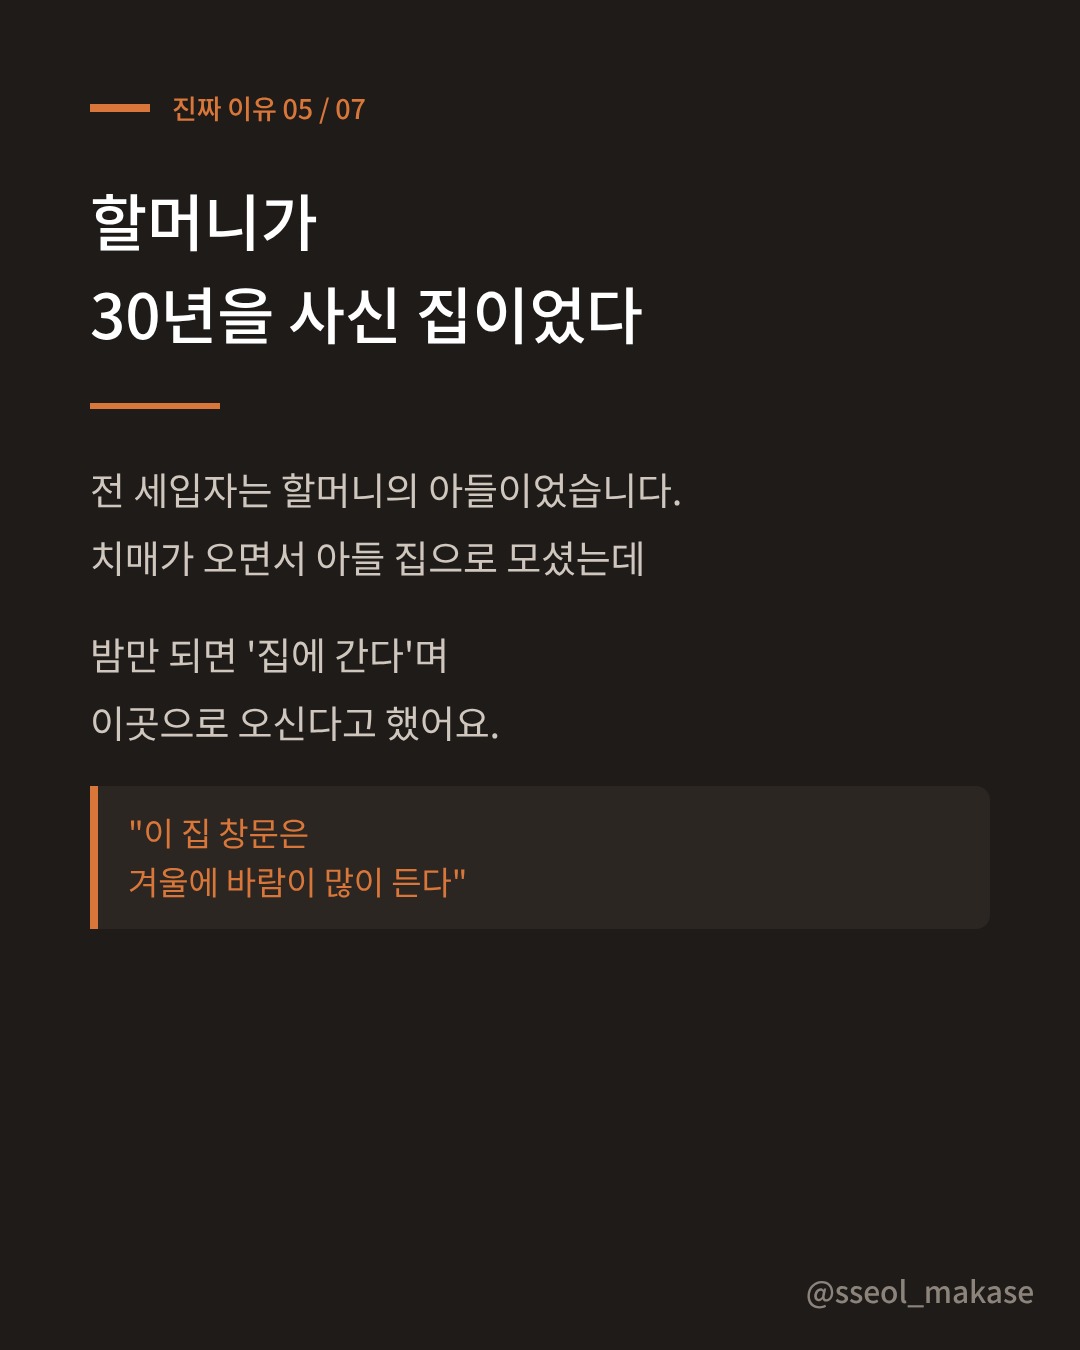 진짜 이유 05 / 07
할머니가
30년을 사신 집이었다
전 세입자는 할머니의 아들이었습니다.
치매가 오면서 아들 집으로 모셨는데
밤만 되면 '집에 간다'며
이곳으로 오신다고 했어요.
"이 집 창문은
겨울에 바람이 많이 든다"
@sseol_makase